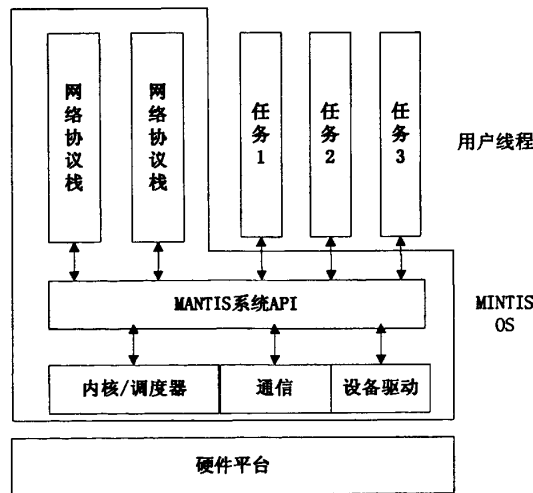 网络协议栈
网络协议栈
任务1
任务2
任务3
用户线程
MANTIS系统API
MINTIS
OS
内核/调度器
通信
设备驱动
硬件平台